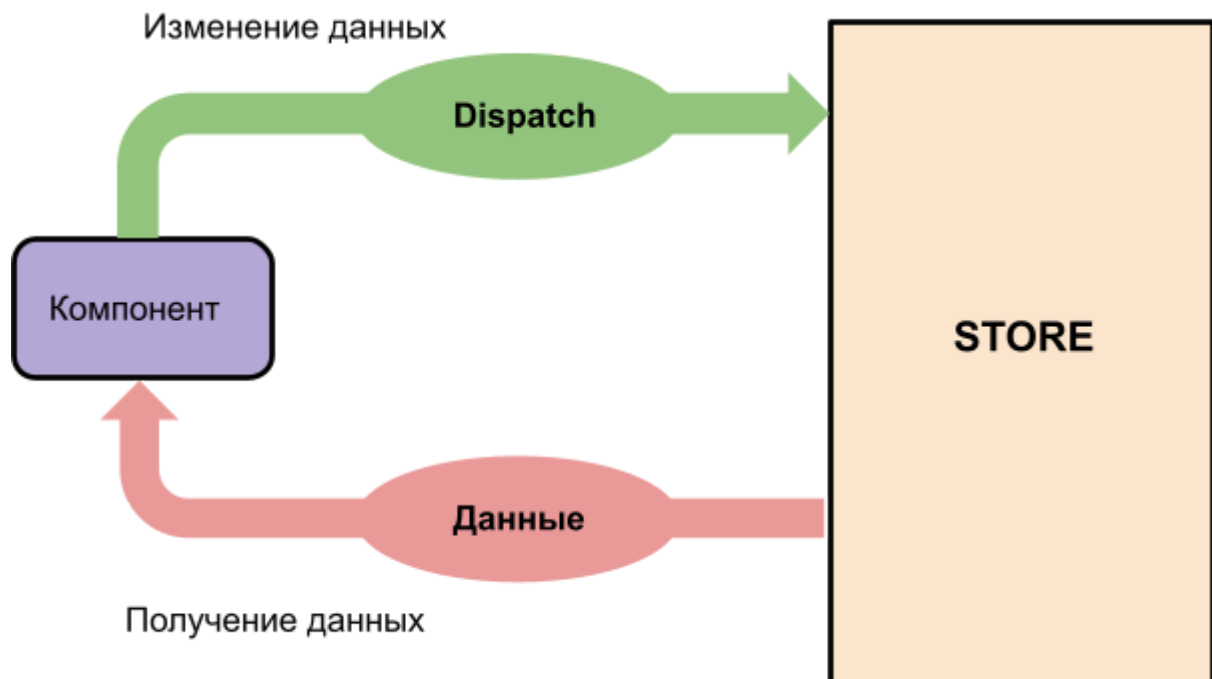 Изменение данных
Dispatch
Компонент
STORE
Данные
Получение данных